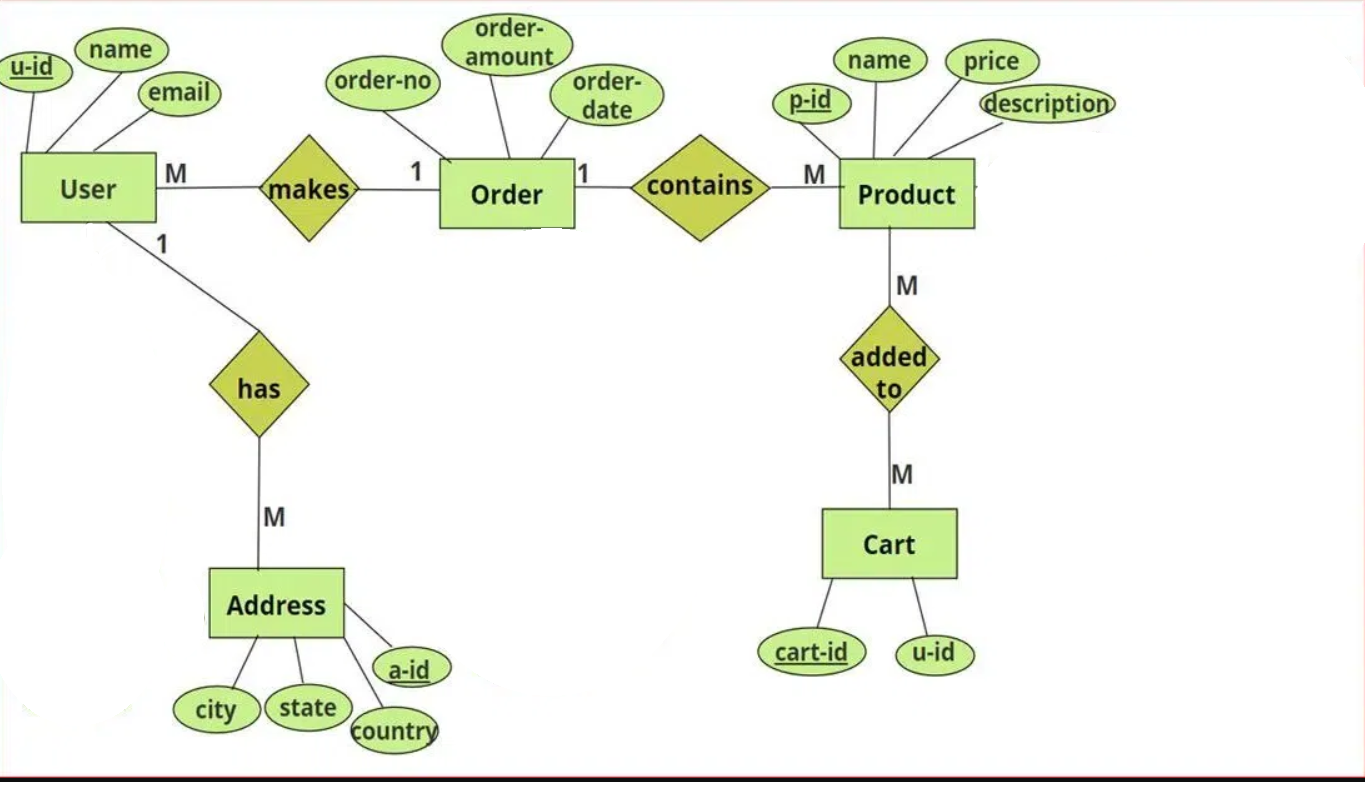 u-id
name
email
order-no
order-
amount
order-
date
p-id
name
price
description
User
M
makes
1
Order
1
contains
M
Product
1
M
has
added
to
M
M
Cart
Address
cart-id
u-id
a-id
city
state
country